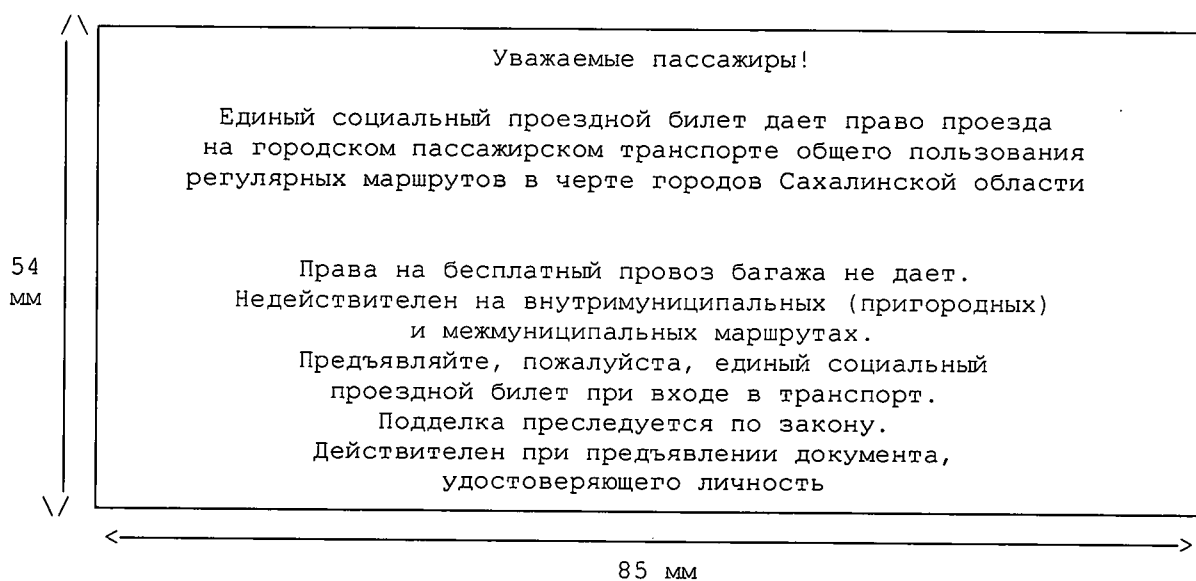 Уважаемые пассажиры!
Единый социальный проездной билет дает право проезда
на городском пассажирском транспорте общего пользования
регулярных маршрутов в черте городов Сахалинской области
54
мм
Права на бесплатный провоз багажа не дает.
Недействителен на внутримуниципальных (пригородных)
и межмуниципальных маршрутах.
Предъявляйте, пожалуйста, единый социальный
проездной билет при входе в транспорт.
Подделка преследуется по закону.
Действителен при предъявлении документа,
удостоверяющего личность
85 мм